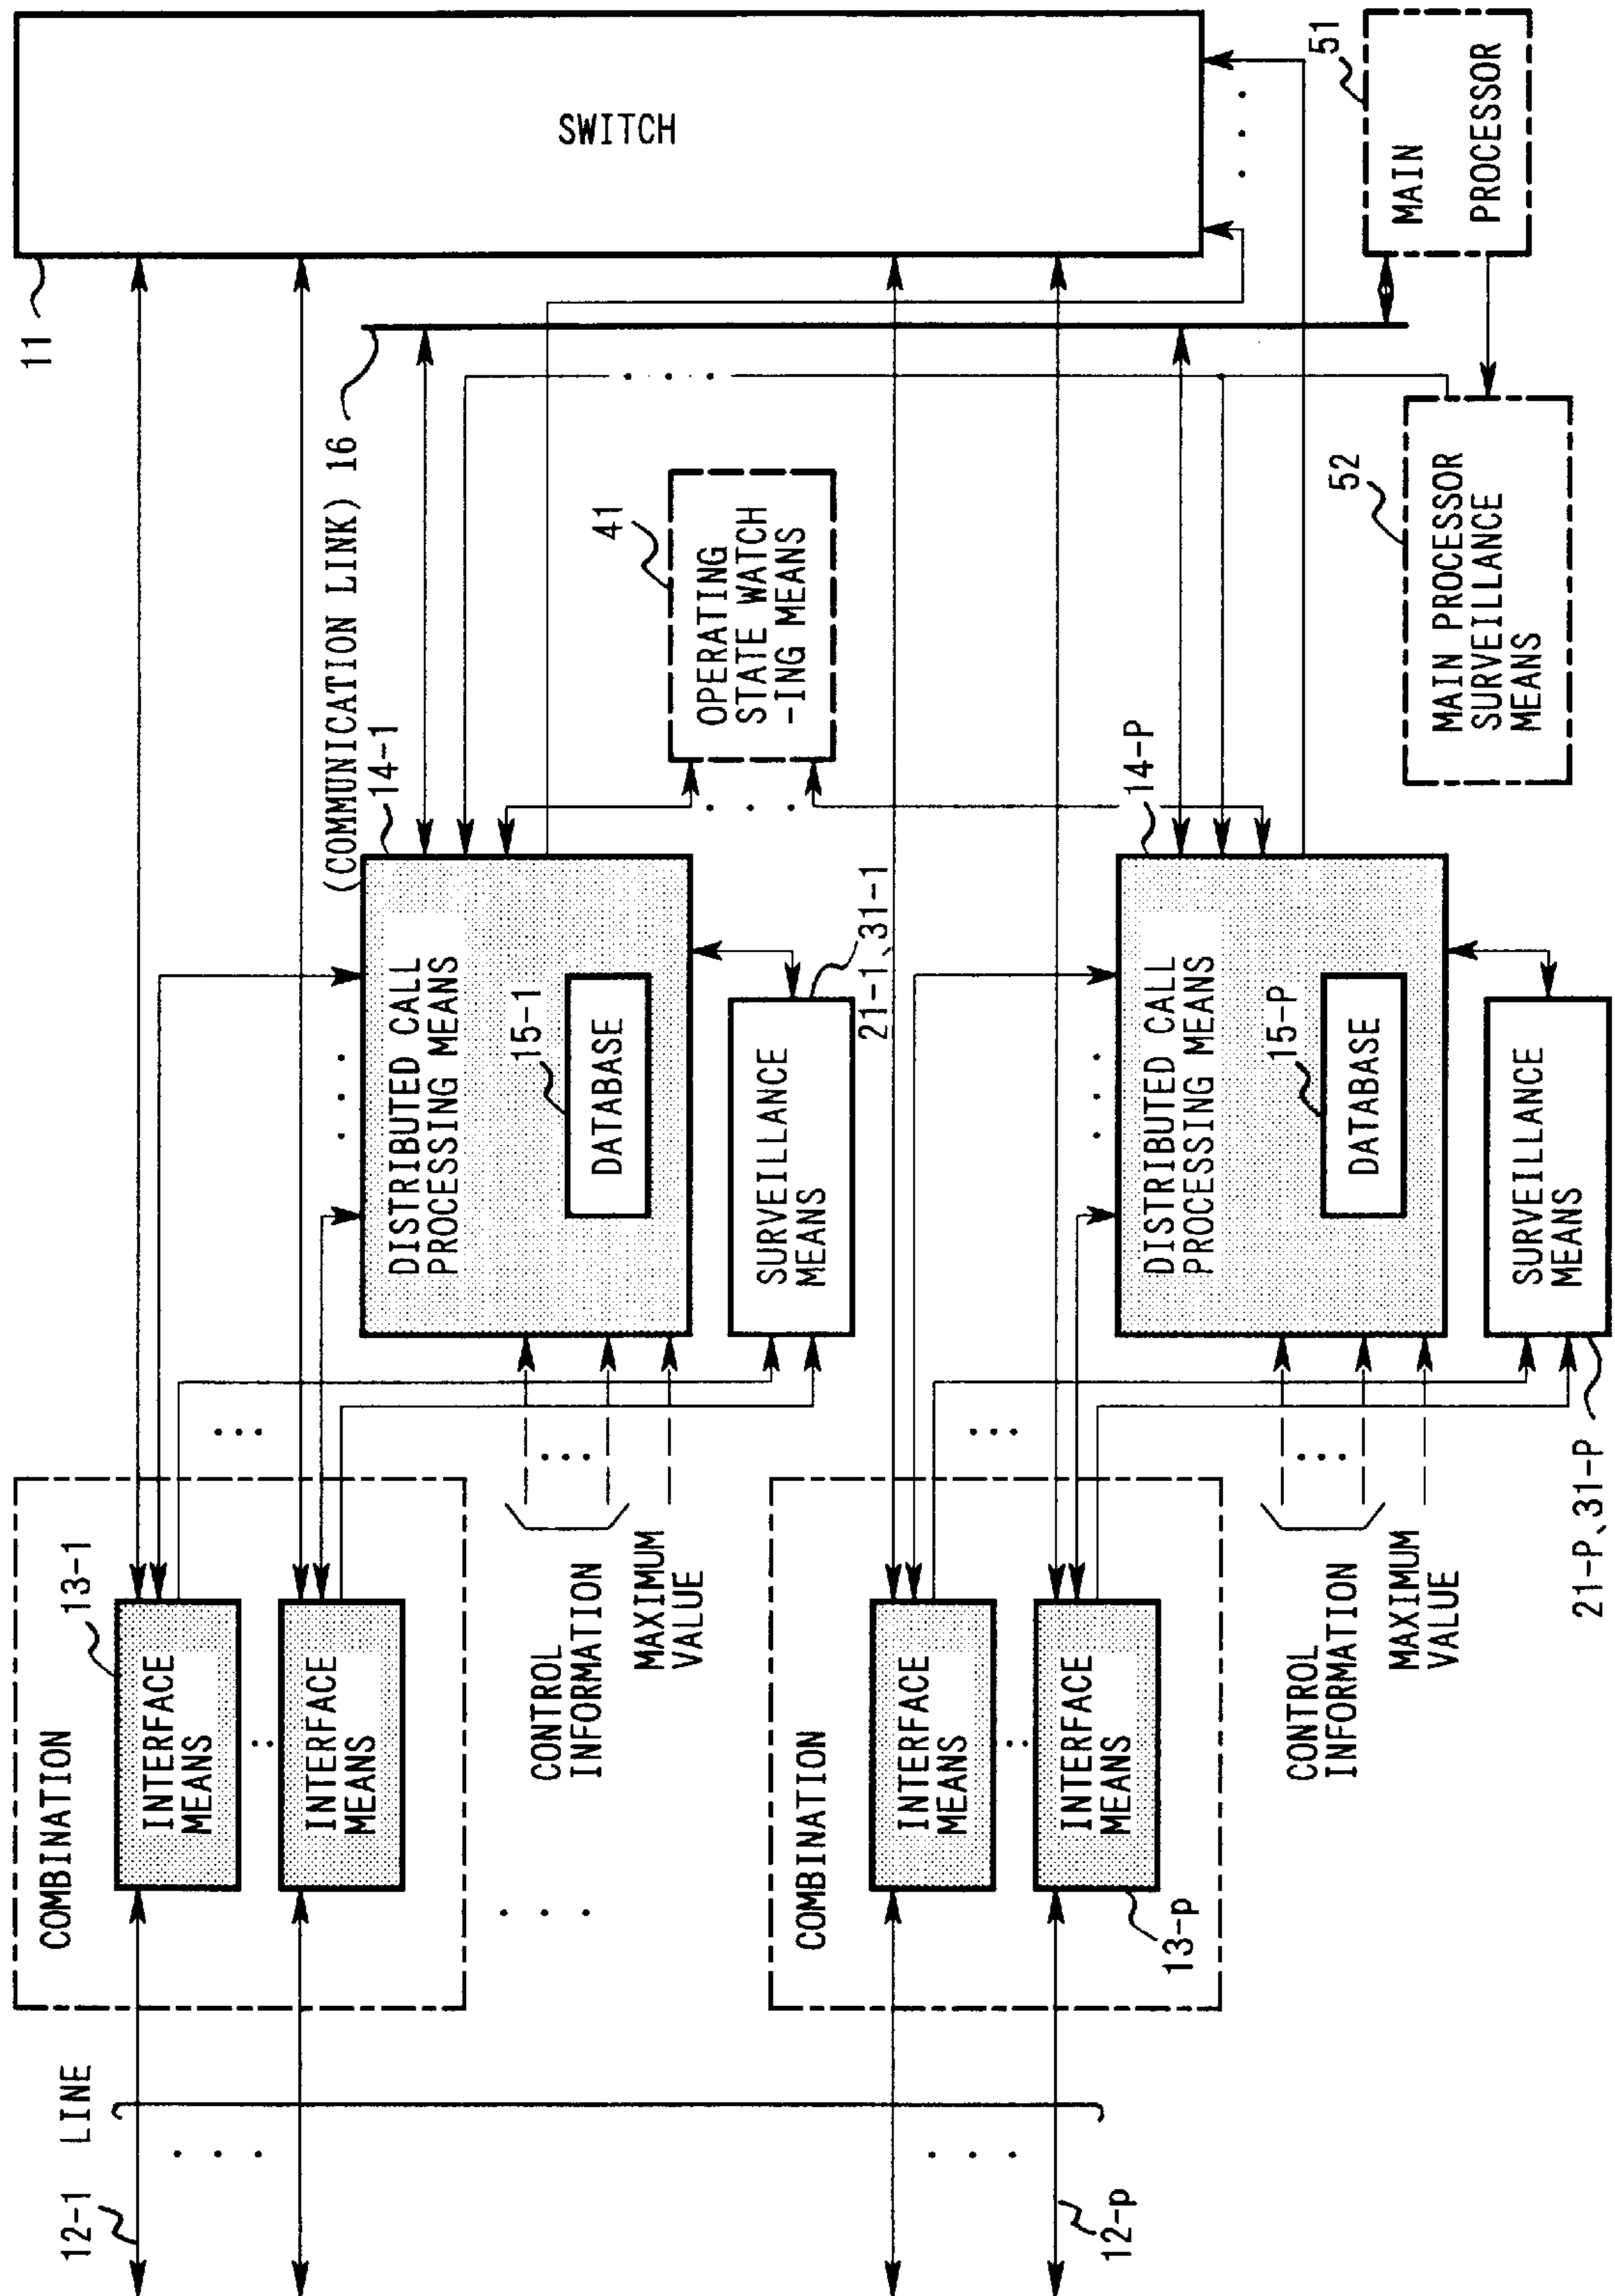 12-1
LINE
12-p
COMBINATION
13-1
INTERFACE
MEANS
INTERFACE
MEANS
CONTROL
INFORMATION
MAXIMUM
VALUE
COMBINATION
INTERFACE
MEANS
INTERFACE
MEANS
13-p
CONTROL
INFORMATION
MAXIMUM
VALUE
(COMMUNICATION LINK) 16
14-1
DISTRIBUTED CALL
PROCESSING MEANS
15-1
DATABASE
SURVEILLANCE
MEANS
21-1、31-1
14-P
DISTRIBUTED CALL
PROCESSING MEANS
15-P
DATABASE
SURVEILLANCE
MEANS
21-P、31-P
41
OPERATING
STATE WATCH
-ING MEANS
11
SWITCH
52
MAIN PROCESSOR
SURVEILLANCE
MEANS
51
MAIN
PROCESSOR